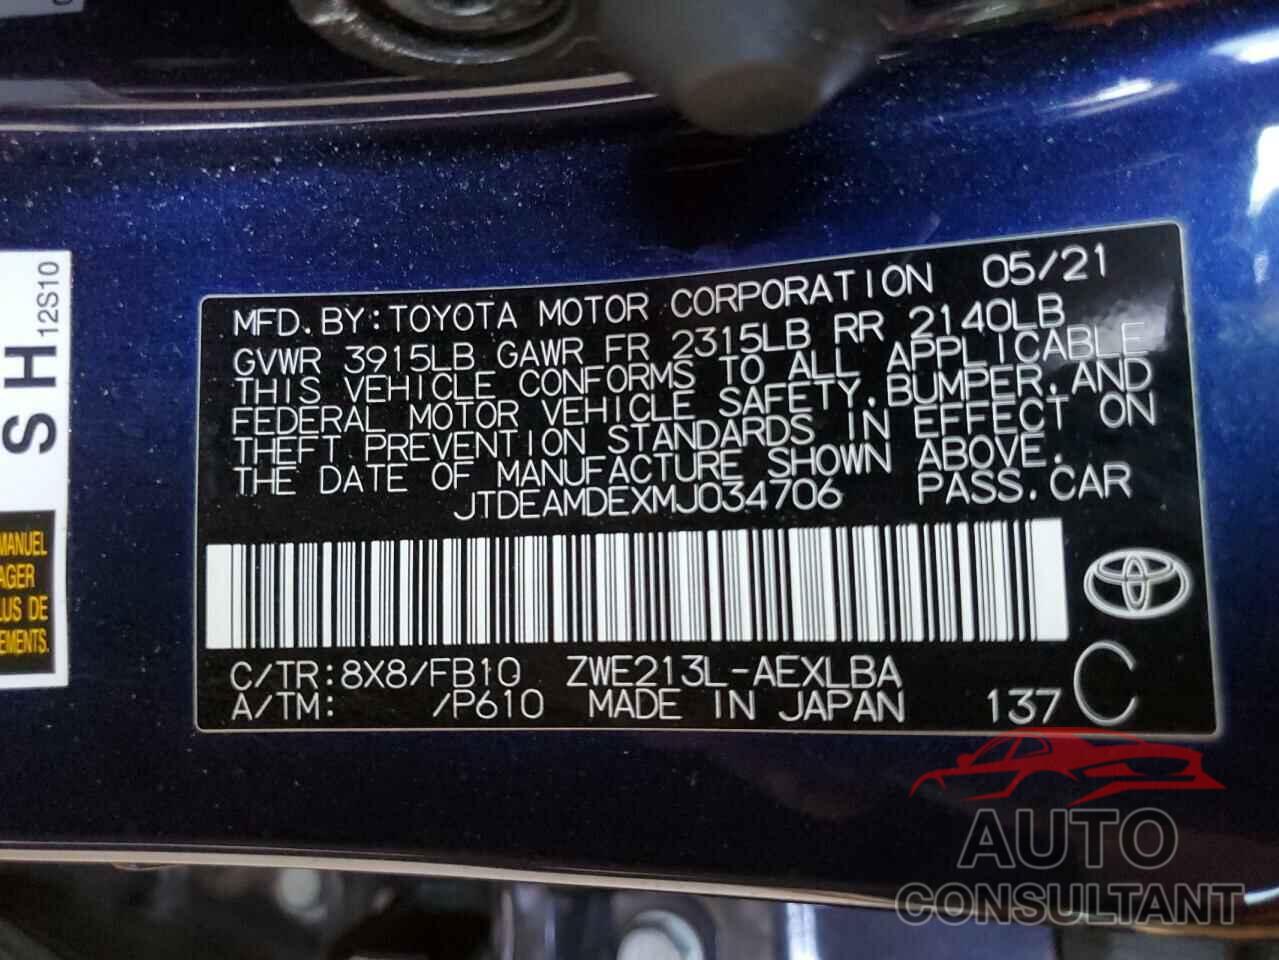 MFD. BY: TOYOTA MOTOR CORPORATION 05/21
GVWR 3915LB GAWR FR 2315LB RR 2140LB
THIS VEHICLE CONFORMS TO ALL APPLICABLE
FEDERAL MOTOR VEHICLE SAFETY, BUMPER, AND
THEFT PREVENTION STANDARDS IN EFFECT ON
THE DATE OF MANUFACTURE SHOWN ABOVE.
JTDEAMDEXMJ034706 PASS. CAR
C/TR: 8X8/FB10 ZWE213L-AEXLBA
A/TM: /P610 MADE IN JAPAN 137 C
SH
12S10
MANUEL
LUS DE
AUTO
CONSULTANT